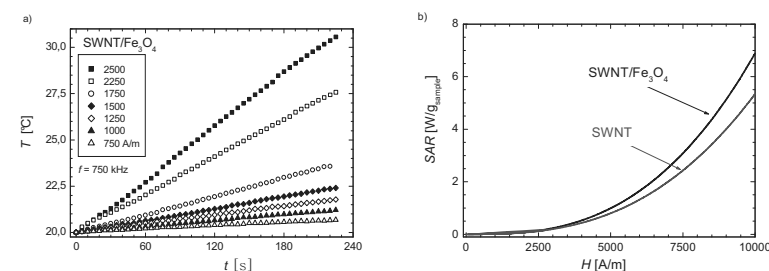 a)
SWNT/Fe3O4
2500
2250
1750
1500
1250
1000
750 A/m
f = 750 kHz
30,0
27,5
25,0
22,5
20,0
T [°C]
0 60 120 180 240
t [s]
b)
SAR [W/gsample]
8
6
4
2
0
SWNT/Fe3O4
SWNT
0 2500 5000 7500 10000
H [A/m]